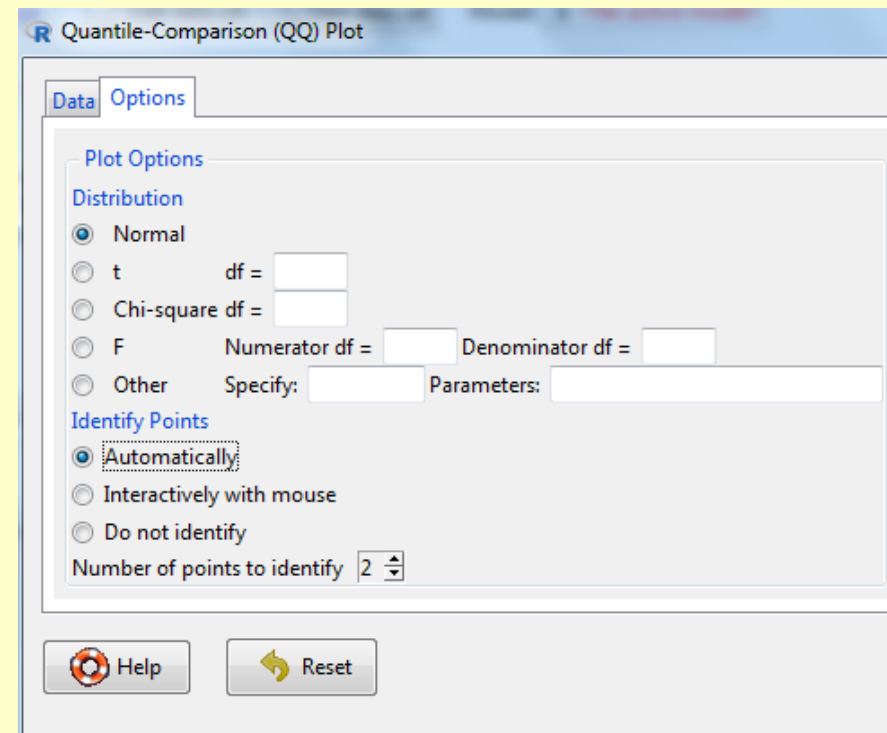 R Quantile-Comparison (QQ) Plot
Data Options
Plot Options
Distribution
Normal
t df =
Chi-square df =
F Numerator df = Denominator df =
Other Specify: Parameters:
Identify Points
Automatically
Interactively with mouse
Do not identify
Number of points to identify 2
Help Reset